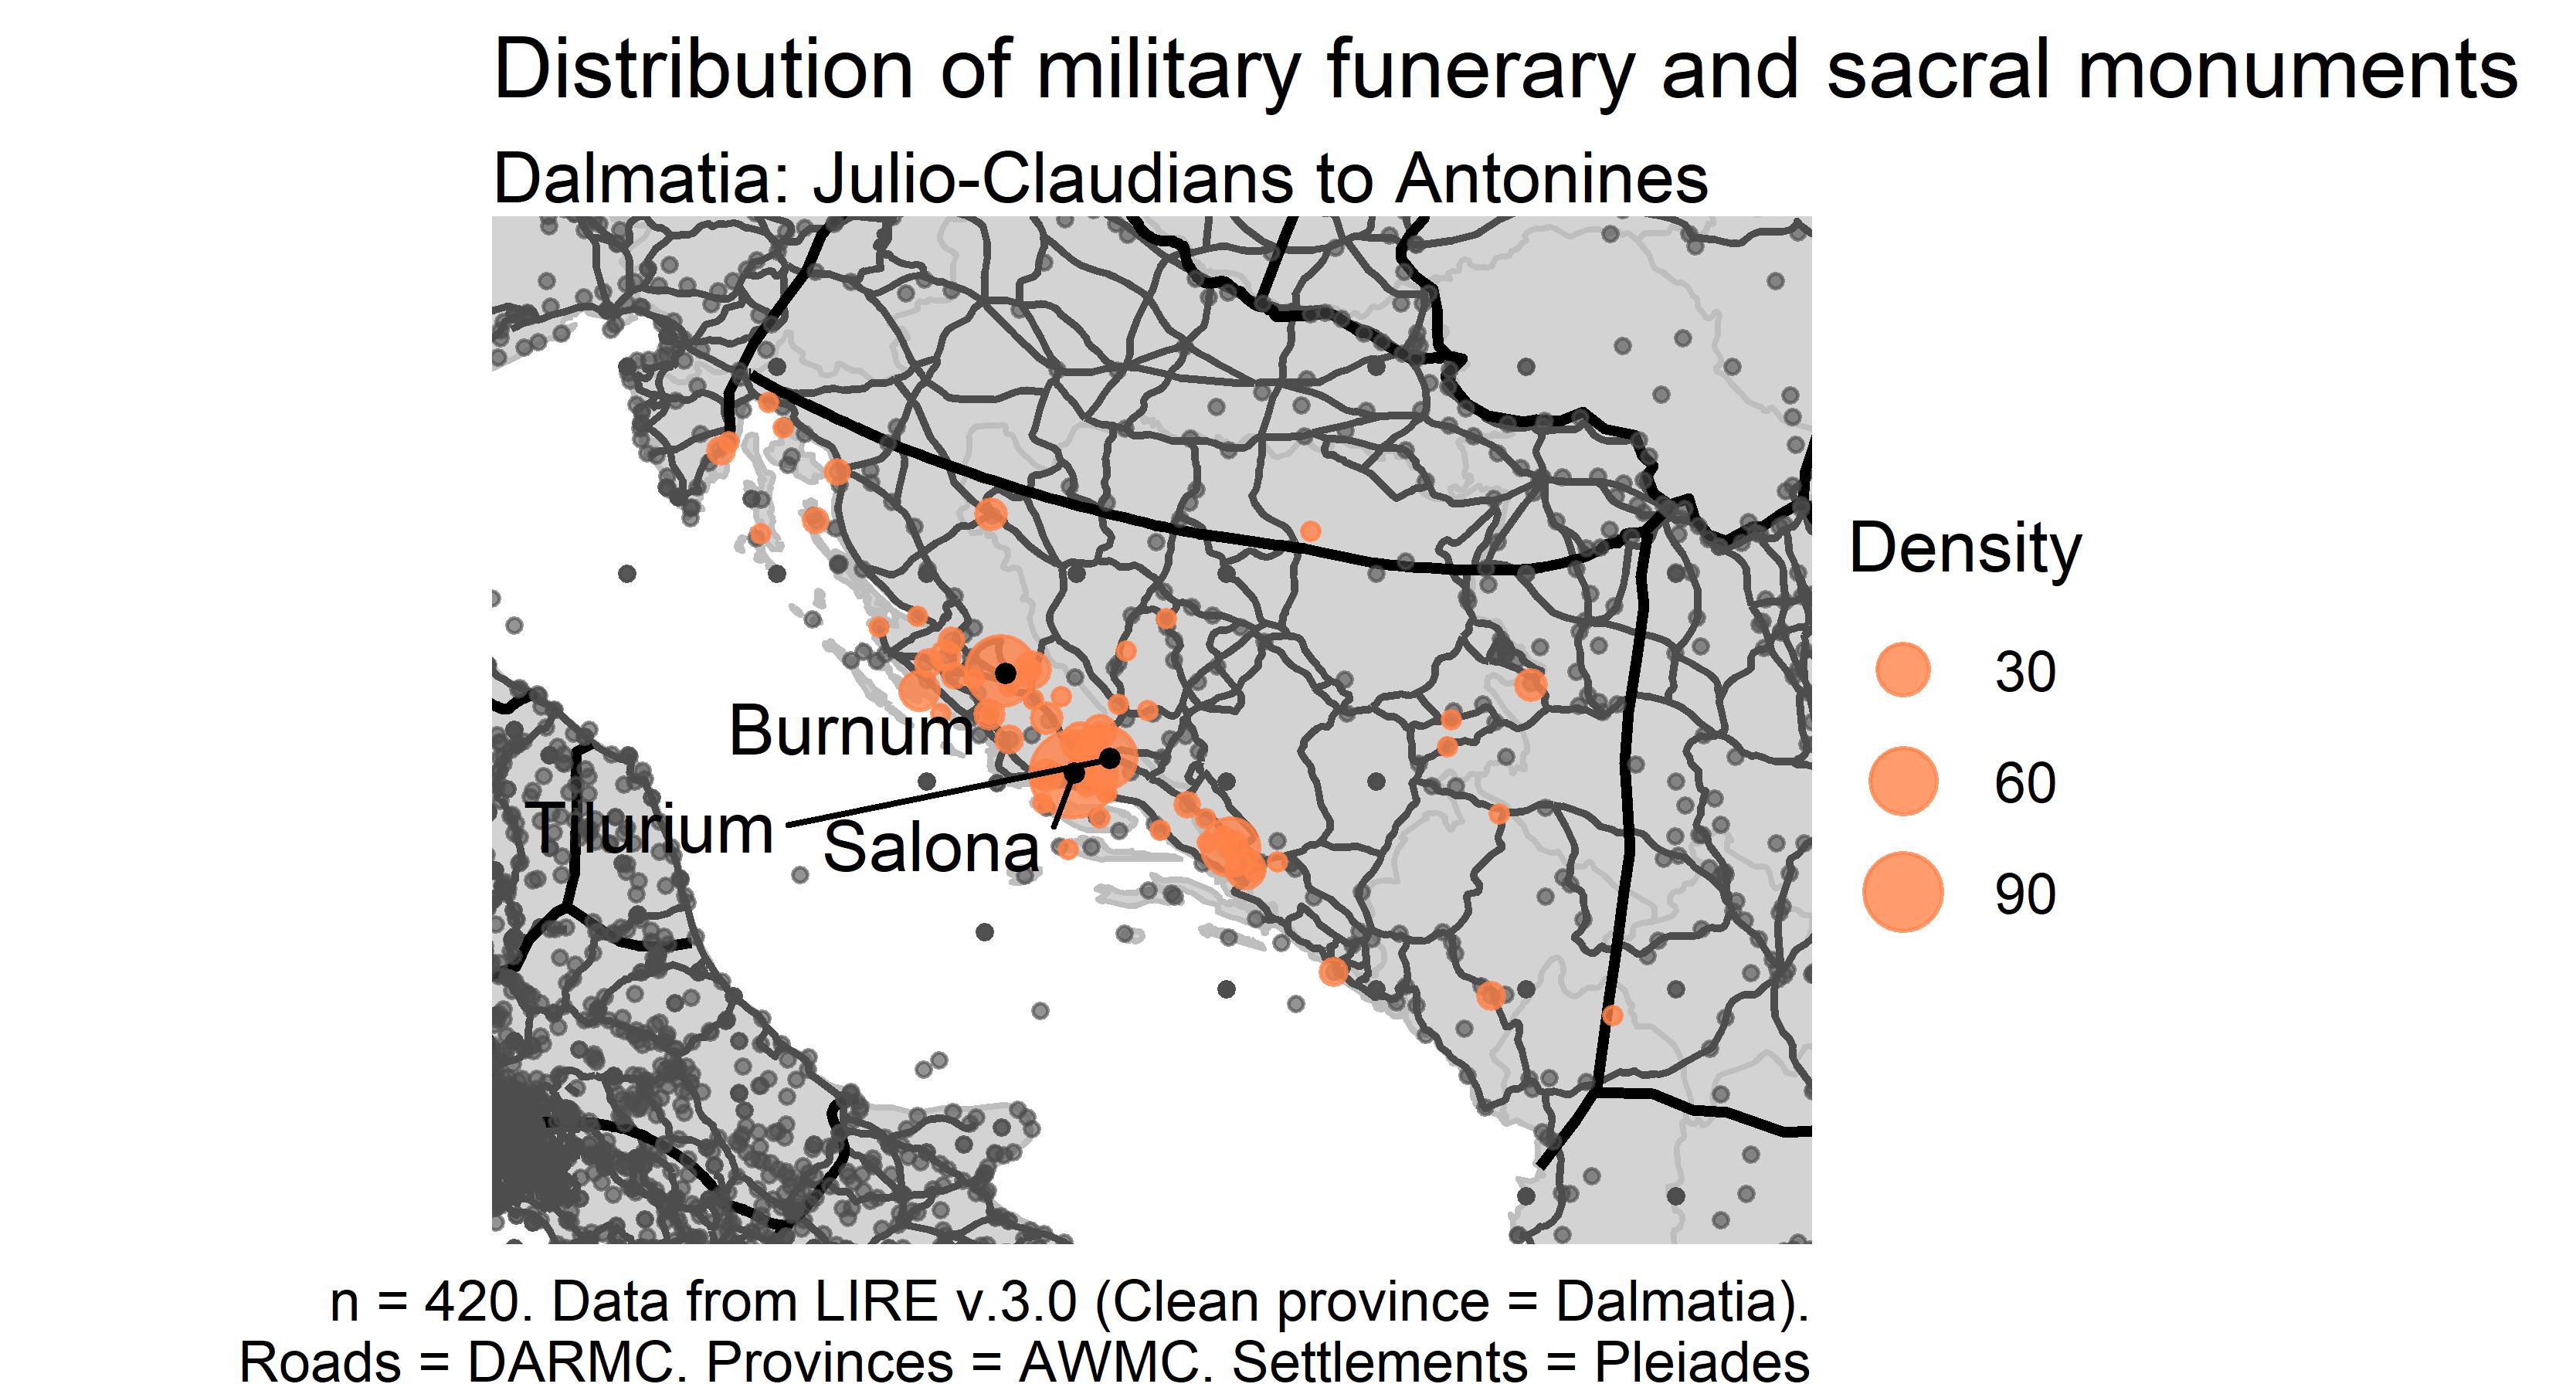 Distribution of military funerary and sacral monuments
Dalmatia: Julio-Claudians to Antonines
Density
30
60
90
Burnum
Tilurium
Salona
n = 420. Data from LIRE v.3.0 (Clean province = Dalmatia).
Roads = DARMC. Provinces = AWMC. Settlements = Pleiades